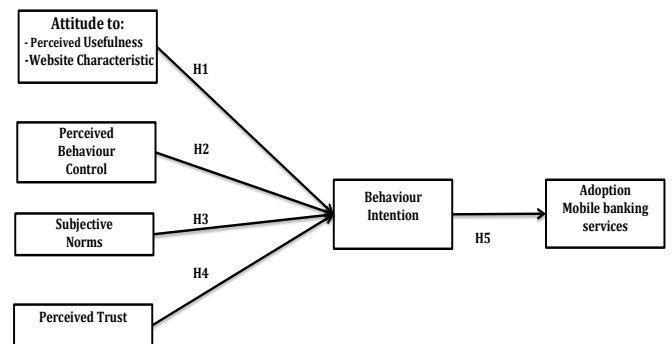 Attitude to:
- Perceived Usefulness
-Website Characteristic
H1
Perceived
Behaviour
Control
H2
Subjective
Norms
H3
Perceived Trust
H4
Behaviour
Intention
H5
Adoption
Mobile banking
services